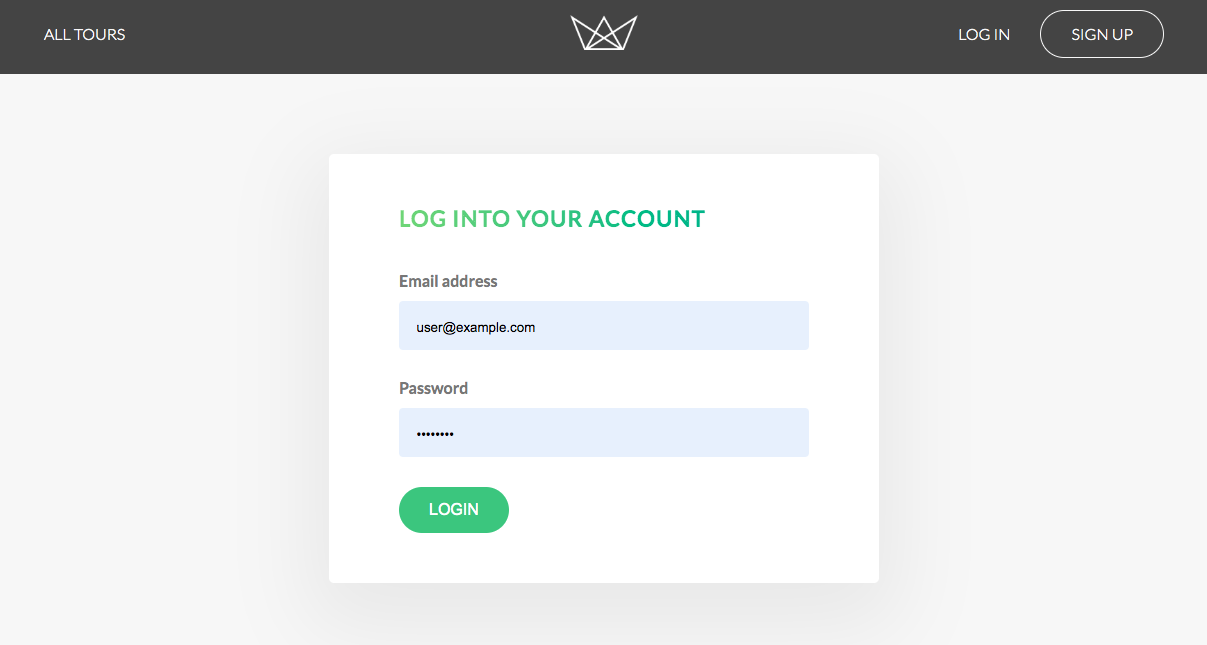 ALL TOURS
LOG IN
SIGN UP
LOG INTO YOUR ACCOUNT
Email address
user@example.com
Password
••••••••
LOGIN